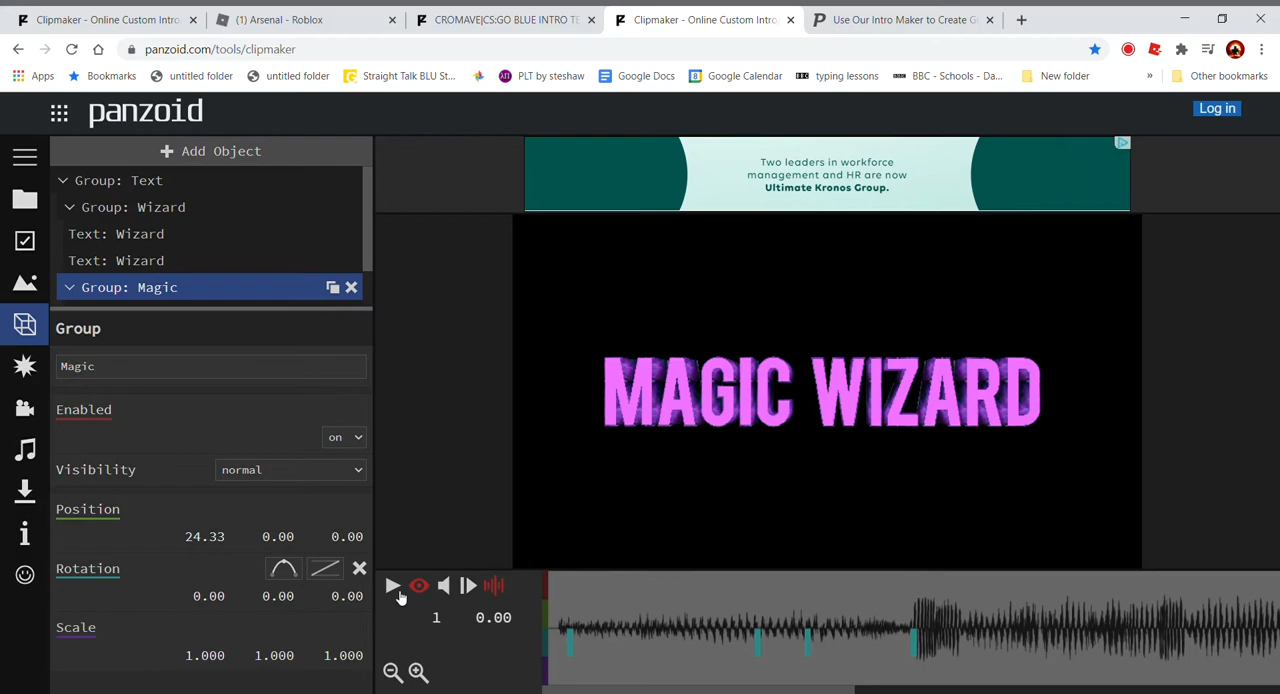 Clipmaker - Online Custom Intro
(1) Arsenal - Roblox
CROMAVE|CS:GO BLUE INTRO TE
Clipmaker - Online Custom Intro
Use Our Intro Maker to Create G
panzoid.com/tools/clipmaker
Apps
Bookmarks
untitled folder
untitled folder
Straight Talk BLU St...
PLT by steshaw
Google Docs
Google Calendar
typing lessons
BBC - Schools - Da...
New folder
»
Other bookmarks
panzoid
Log in
+ Add Object
Group: Text
Group: Wizard
Text: Wizard
Text: Wizard
Group: Magic
Group
Magic
Enabled
on
Visibility
normal
Position
24.33 0.00 0.00
Rotation
0.00 0.00 0.00
Scale
1.000 1.000 1.000
Two leaders in workforce
management and HR are now
Ultimate Kronos Group.
MAGIC WIZARD
1 0.00